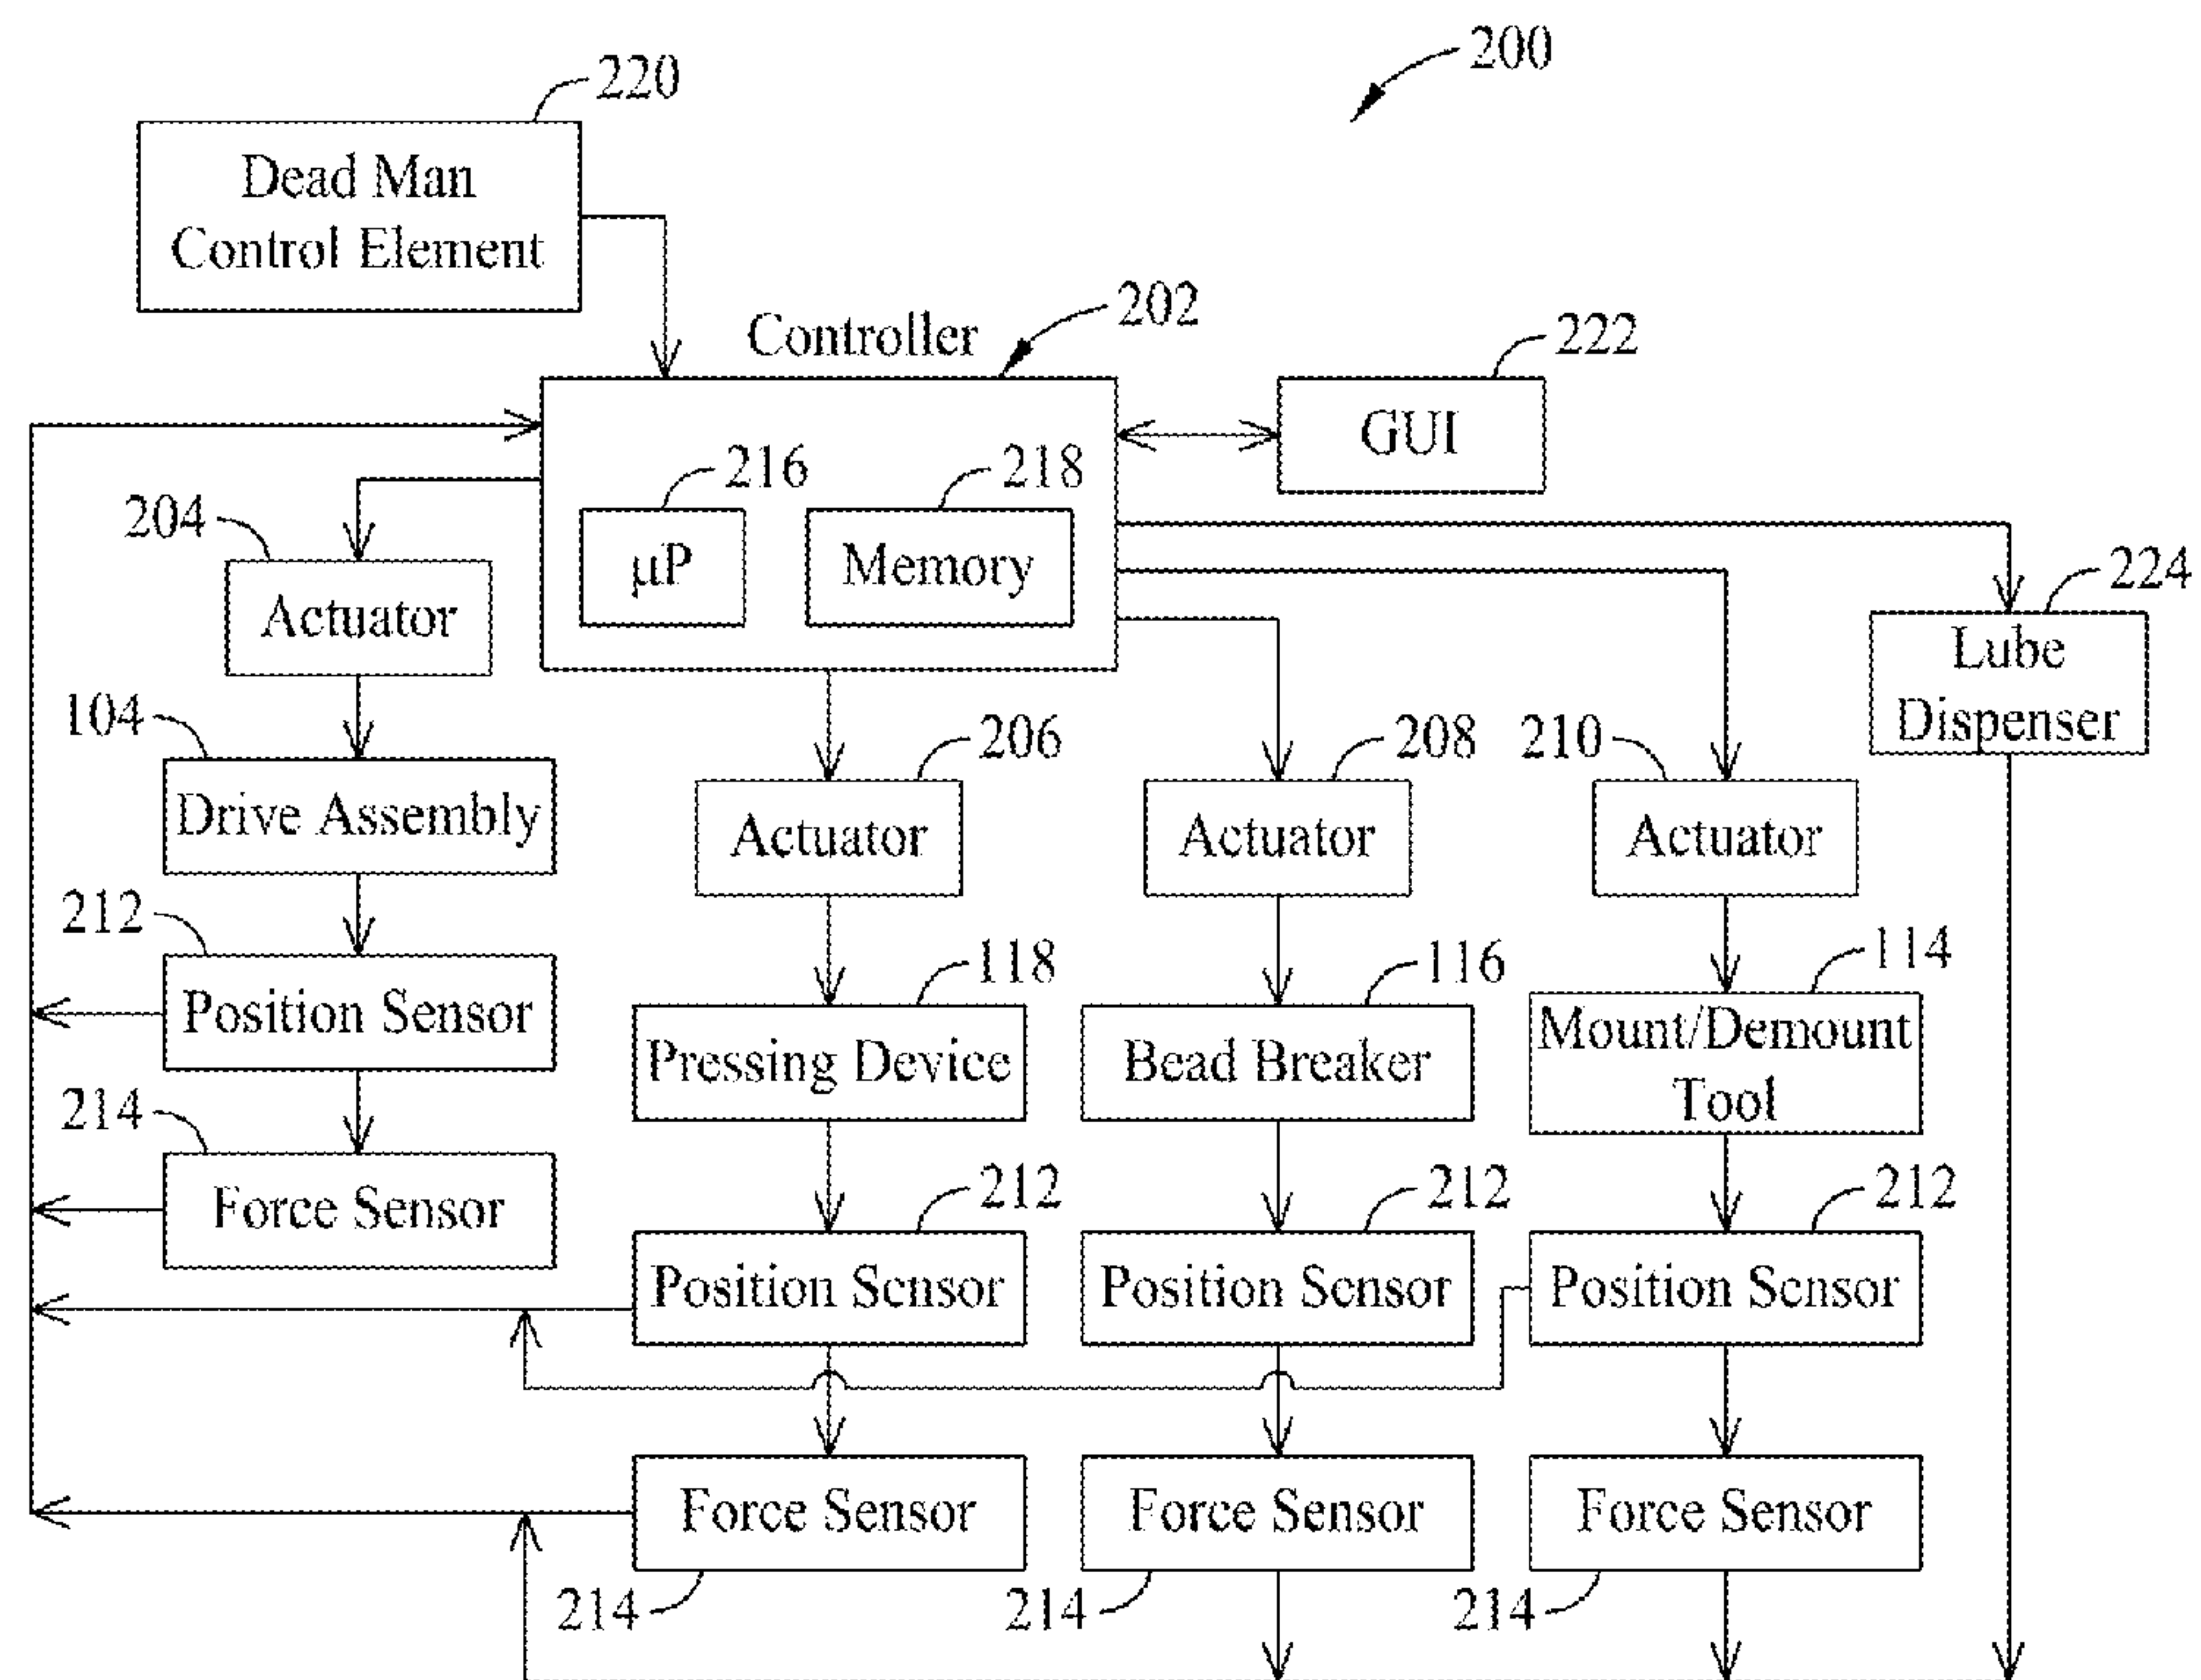 200
220
Dead Man
Control Element
Controller
202
222
GUI
216
218
μP
Memory
204
Actuator
224
Lube
Dispenser
104
Drive Assembly
206
208
210
Actuator
Actuator
Actuator
212
Position Sensor
118
116
114
Pressing Device
Bead Breaker
Mount/Demount
Tool
214
Force Sensor
212
212
212
Position Sensor
Position Sensor
Position Sensor
Force Sensor
Force Sensor
Force Sensor
214
214
214